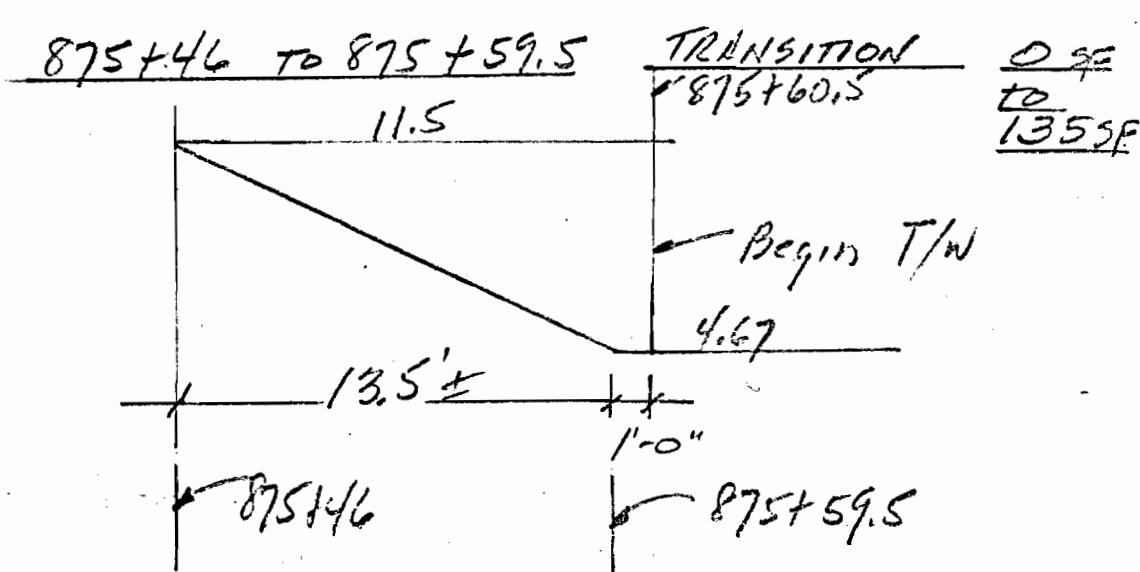 875+46 TO 875+59.5 TRANSITION 0 SF
875+60.5 to
11.5 135 SF
Begin T/W
4.67
13.5'±
1'-0"
875+46 875+59.5